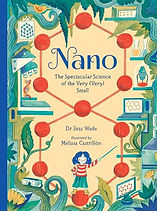 Nano
The Spectacular Science
of the Very (Very)
Small
Dr Jess Wade
Illustrated by
Melissa Castrillón